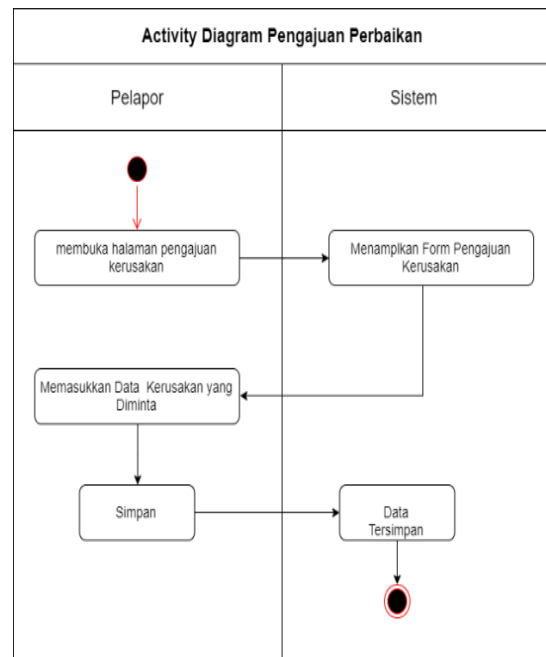 Activity Diagram Pengajuan Perbaikan
Pelapor
Sistem
membuka halaman pengajuan
kerusakan
Menamplkan Form Pengajuan
Kerusakan
Memasukkan Data Kerusakan yang
Diminta
Simpan
Data
Tersimpan